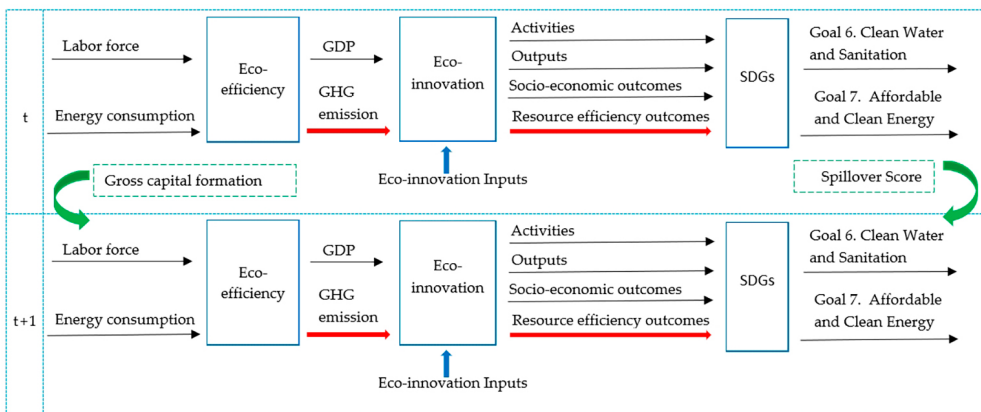 t
Labor force
Energy consumption
Eco-
efficiency
GDP
GHG
emission
Eco-
innovation
Eco-innovation Inputs
Activities
Outputs
Socio-economic outcomes
Resource efficiency outcomes
SDGs
Goal 6. Clean Water
and Sanitation
Goal 7. Affordable
and Clean Energy
Gross capital formation
Spillover Score
t+1
Labor force
Energy consumption
Eco-
efficiency
GDP
GHG
emission
Eco-
innovation
Eco-innovation Inputs
Activities
Outputs
Socio-economic outcomes
Resource efficiency outcomes
SDGs
Goal 6. Clean Water
and Sanitation
Goal 7. Affordable
and Clean Energy